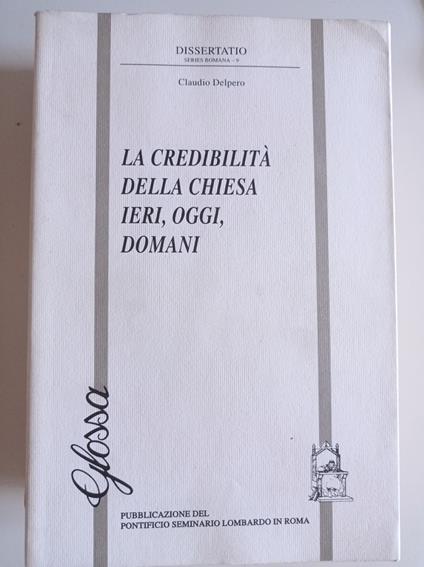 DISSERTATIO
SERIES ROMANA - 9
Claudio Delpero
LA CREDIBILITÀ
DELLA CHIESA
IERI, OGGI,
DOMANI
Glossa
PUBBLICAZIONE DEL
PONTIFICIO SEMINARIO LOMBARDO IN ROMA